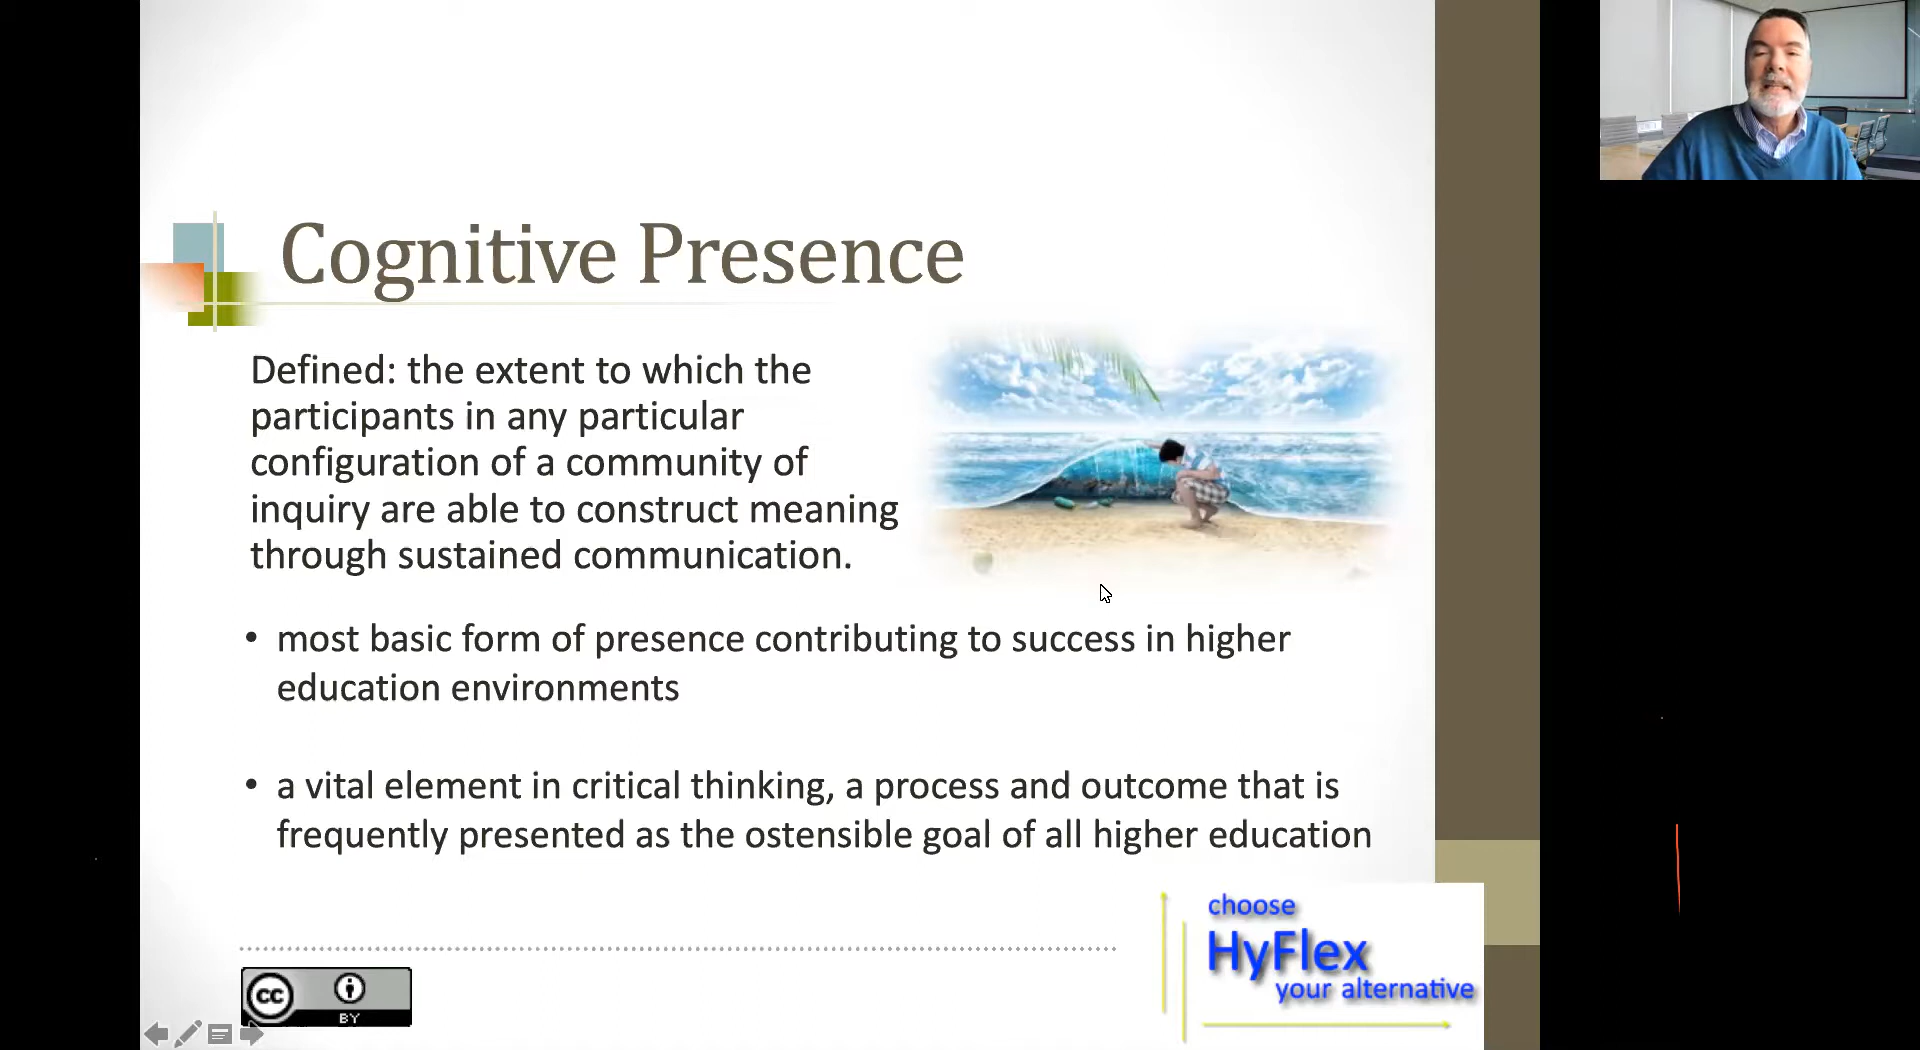 Cognitive Presence
Defined: the extent to which the
participants in any particular
configuration of a community of
inquiry are able to construct meaning
through sustained communication.
• most basic form of presence contributing to success in higher
education environments
• a vital element in critical thinking, a process and outcome that is
frequently presented as the ostensible goal of all higher education
choose
HyFlex
your alternative
cc
BY